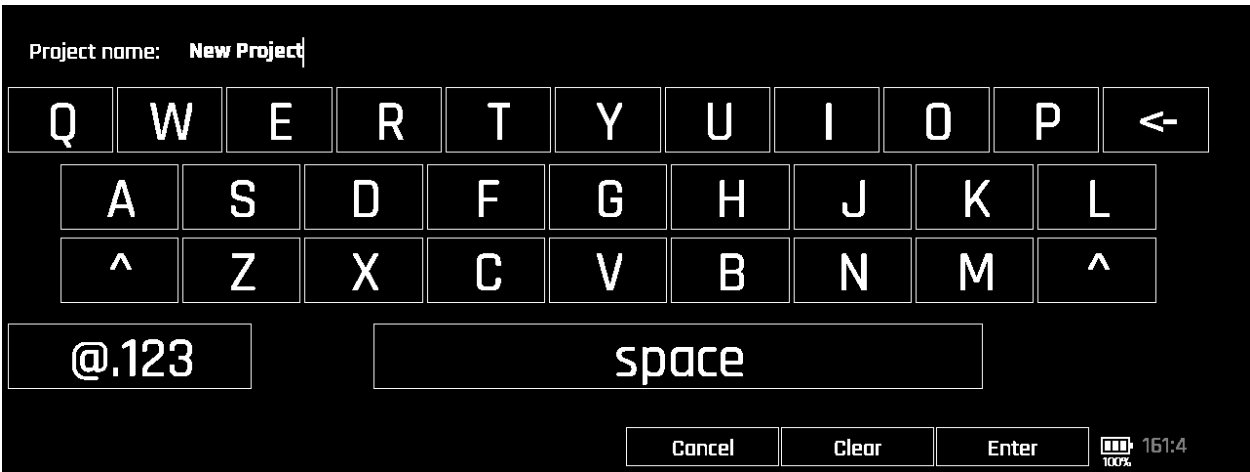 Project name: New Project
Q W E R T Y U I O P <-
A S D F G H J K L
^ Z X C V B N M ^
@.123 space
Cancel Clear Enter 100% 161:4